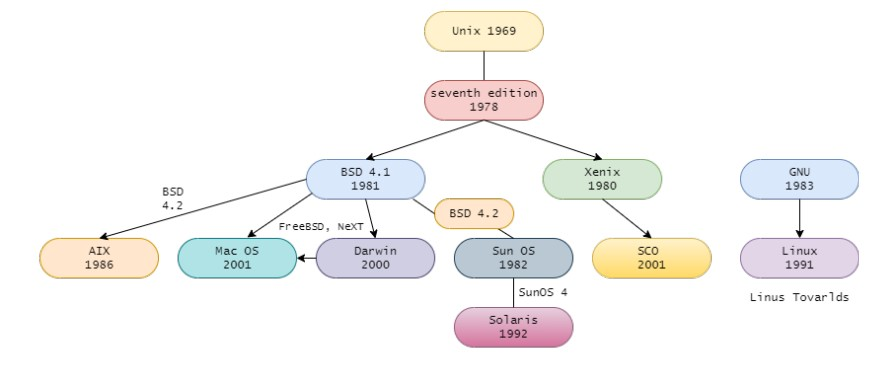 Unix 1969
seventh edition
1978
BSD 4.1
1981
Xenix
1980
GNU
1983
BSD
4.2
BSD 4.2
FreeBSD, NeXT
AIX
1986
Mac OS
2001
Darwin
2000
Sun OS
1982
SCO
2001
Linux
1991
SunOS 4
Linus Tovarlds
Solaris
1992